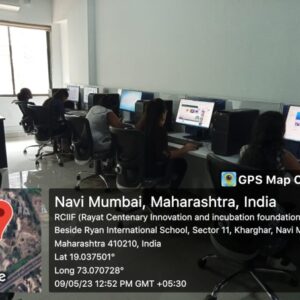 GPS Map C
Navi Mumbai, Maharashtra, India
RCIIF (Rayat Centenary Innovation and incubation foundation
Beside Ryan International School, Sector 11, Kharghar, Navi M
Maharashtra 410210, India
Lat 19.037501°
Long 73.070728°
09/05/23 12:52 PM GMT +05:30